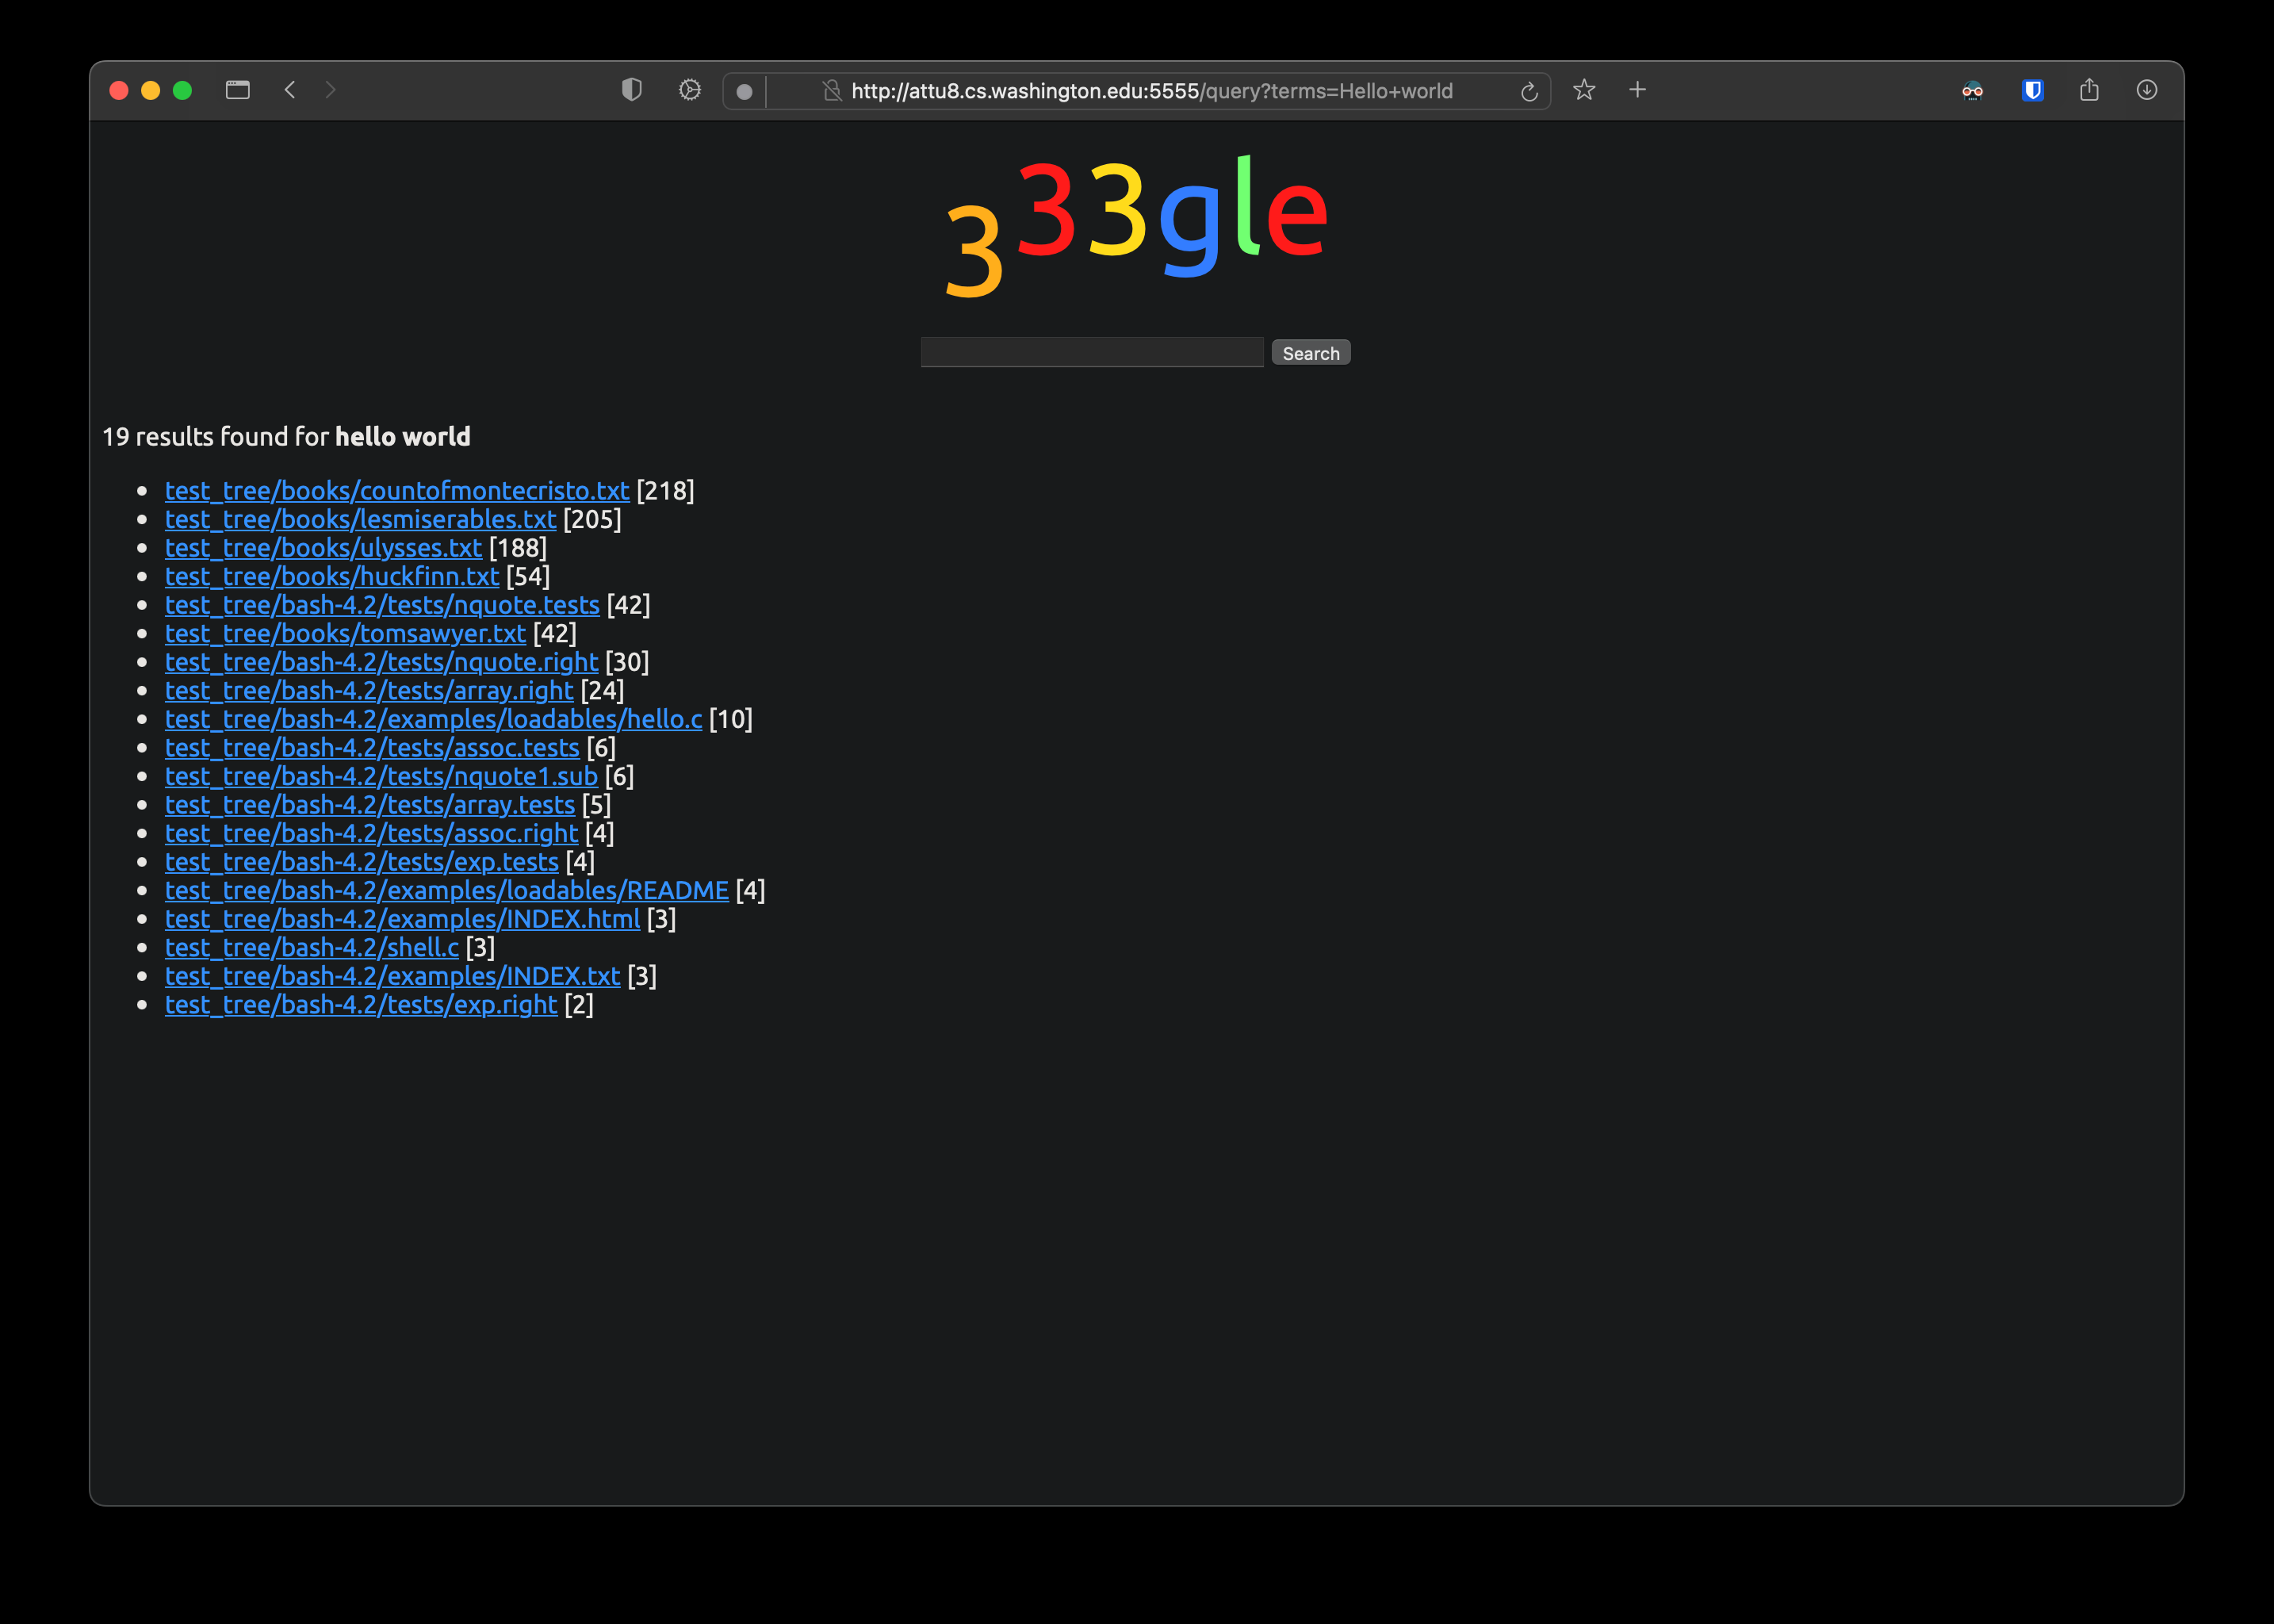 http://attu8.cs.washington.edu:5555/query?terms=Hello+world
333gle
Search
19 results found for hello world
test_tree/books/countofmontecristo.txt [218]
test_tree/books/lesmiserables.txt [205]
test_tree/books/ulysses.txt [188]
test_tree/books/huckfinn.txt [54]
test_tree/bash-4.2/tests/nquote.tests [42]
test_tree/books/tomsawyer.txt [42]
test_tree/bash-4.2/tests/nquote.right [30]
test_tree/bash-4.2/tests/array.right [24]
test_tree/bash-4.2/examples/loadables/hello.c [10]
test_tree/bash-4.2/tests/assoc.tests [6]
test_tree/bash-4.2/tests/nquote1.sub [6]
test_tree/bash-4.2/tests/array.tests [5]
test_tree/bash-4.2/tests/assoc.right [4]
test_tree/bash-4.2/tests/exp.tests [4]
test_tree/bash-4.2/examples/loadables/README [4]
test_tree/bash-4.2/examples/INDEX.html [3]
test_tree/bash-4.2/shell.c [3]
test_tree/bash-4.2/examples/INDEX.txt [3]
test_tree/bash-4.2/tests/exp.right [2]